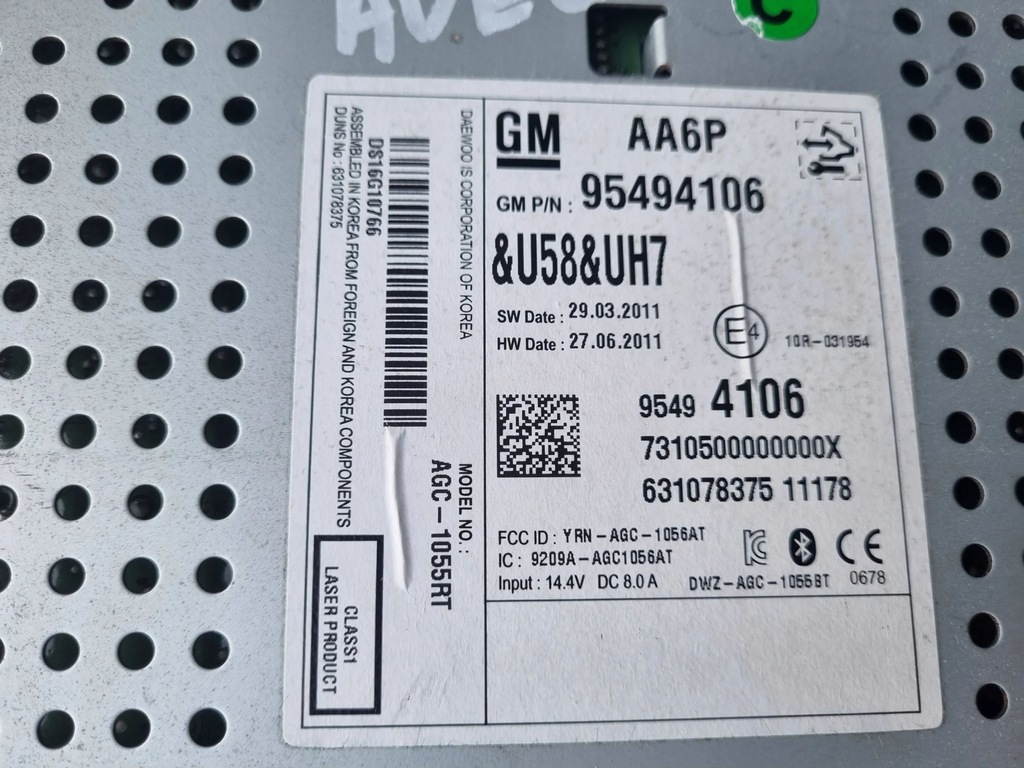 AVEO
C
GM AA6P
GM P/N : 95494106
&U58&UH7
SW Date : 29.03.2011
HW Date : 27.06.2011
E4 10R-031954
9549 4106
7310500000000X
631078375 11178
FCC ID : YRN-AGC-1056AT
IC : 9209A-AGC1056AT
Input : 14.4V DC 8.0 A
DWZ-AGC-1055BT
CE
0678
DAEWOO IS CORPORATION OF KOREA
MODEL NO. :
AGC-1055RT
DS16G10766
ASSEMBLED IN KOREA FROM FOREIGN AND KOREA COMPONENTS
DUNS No : 631078375
CLASS1
LASER PRODUCT